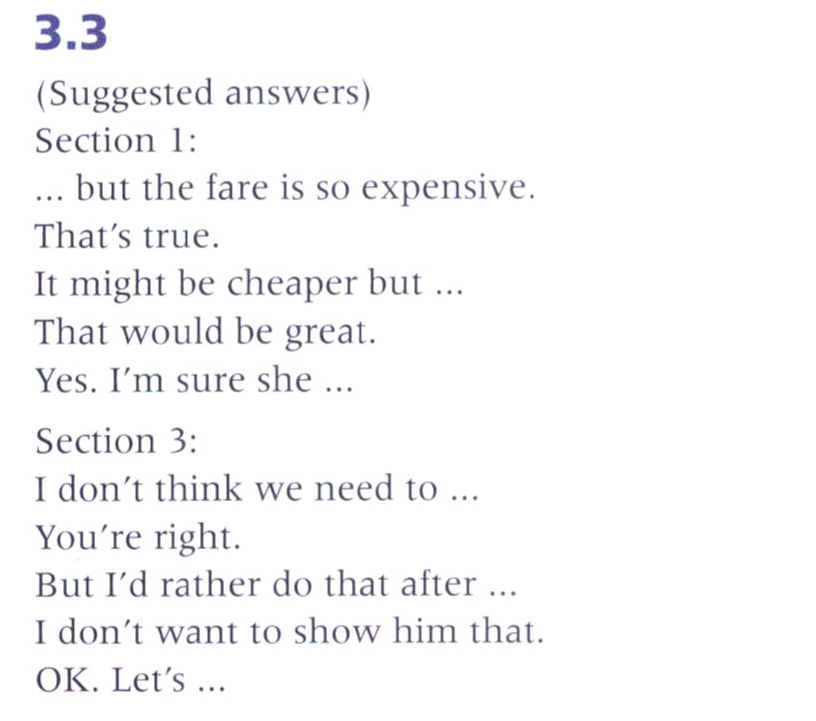 3.3
(Suggested answers)
Section 1:
... but the fare is so expensive.
That's true.
It might be cheaper but ...
That would be great.
Yes. I'm sure she ...
Section 3:
I don't think we need to ...
You're right.
But I'd rather do that after ...
I don't want to show him that.
OK. Let's ...